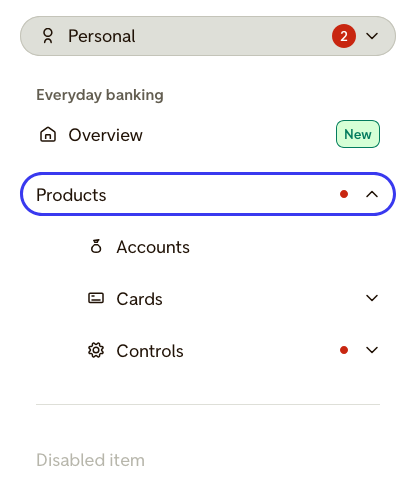 Personal 2
Everyday banking
Overview New
Products
Accounts
Cards
Controls
Disabled item